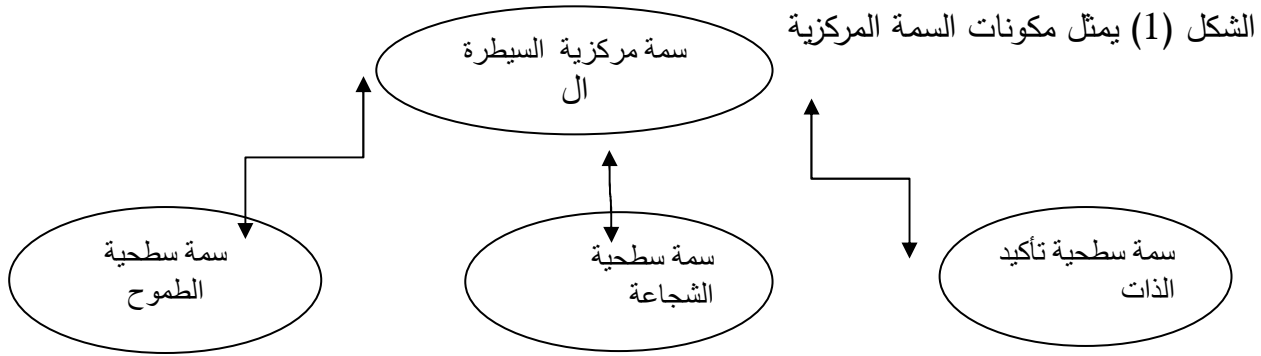 الشكل (1) يمثل مكونات السمة المركزية
سمة مركزية السيطرة
ال
سمة سطحية تأكيد
الذات
سمة سطحية
الشجاعة
سمة سطحية
الطموح